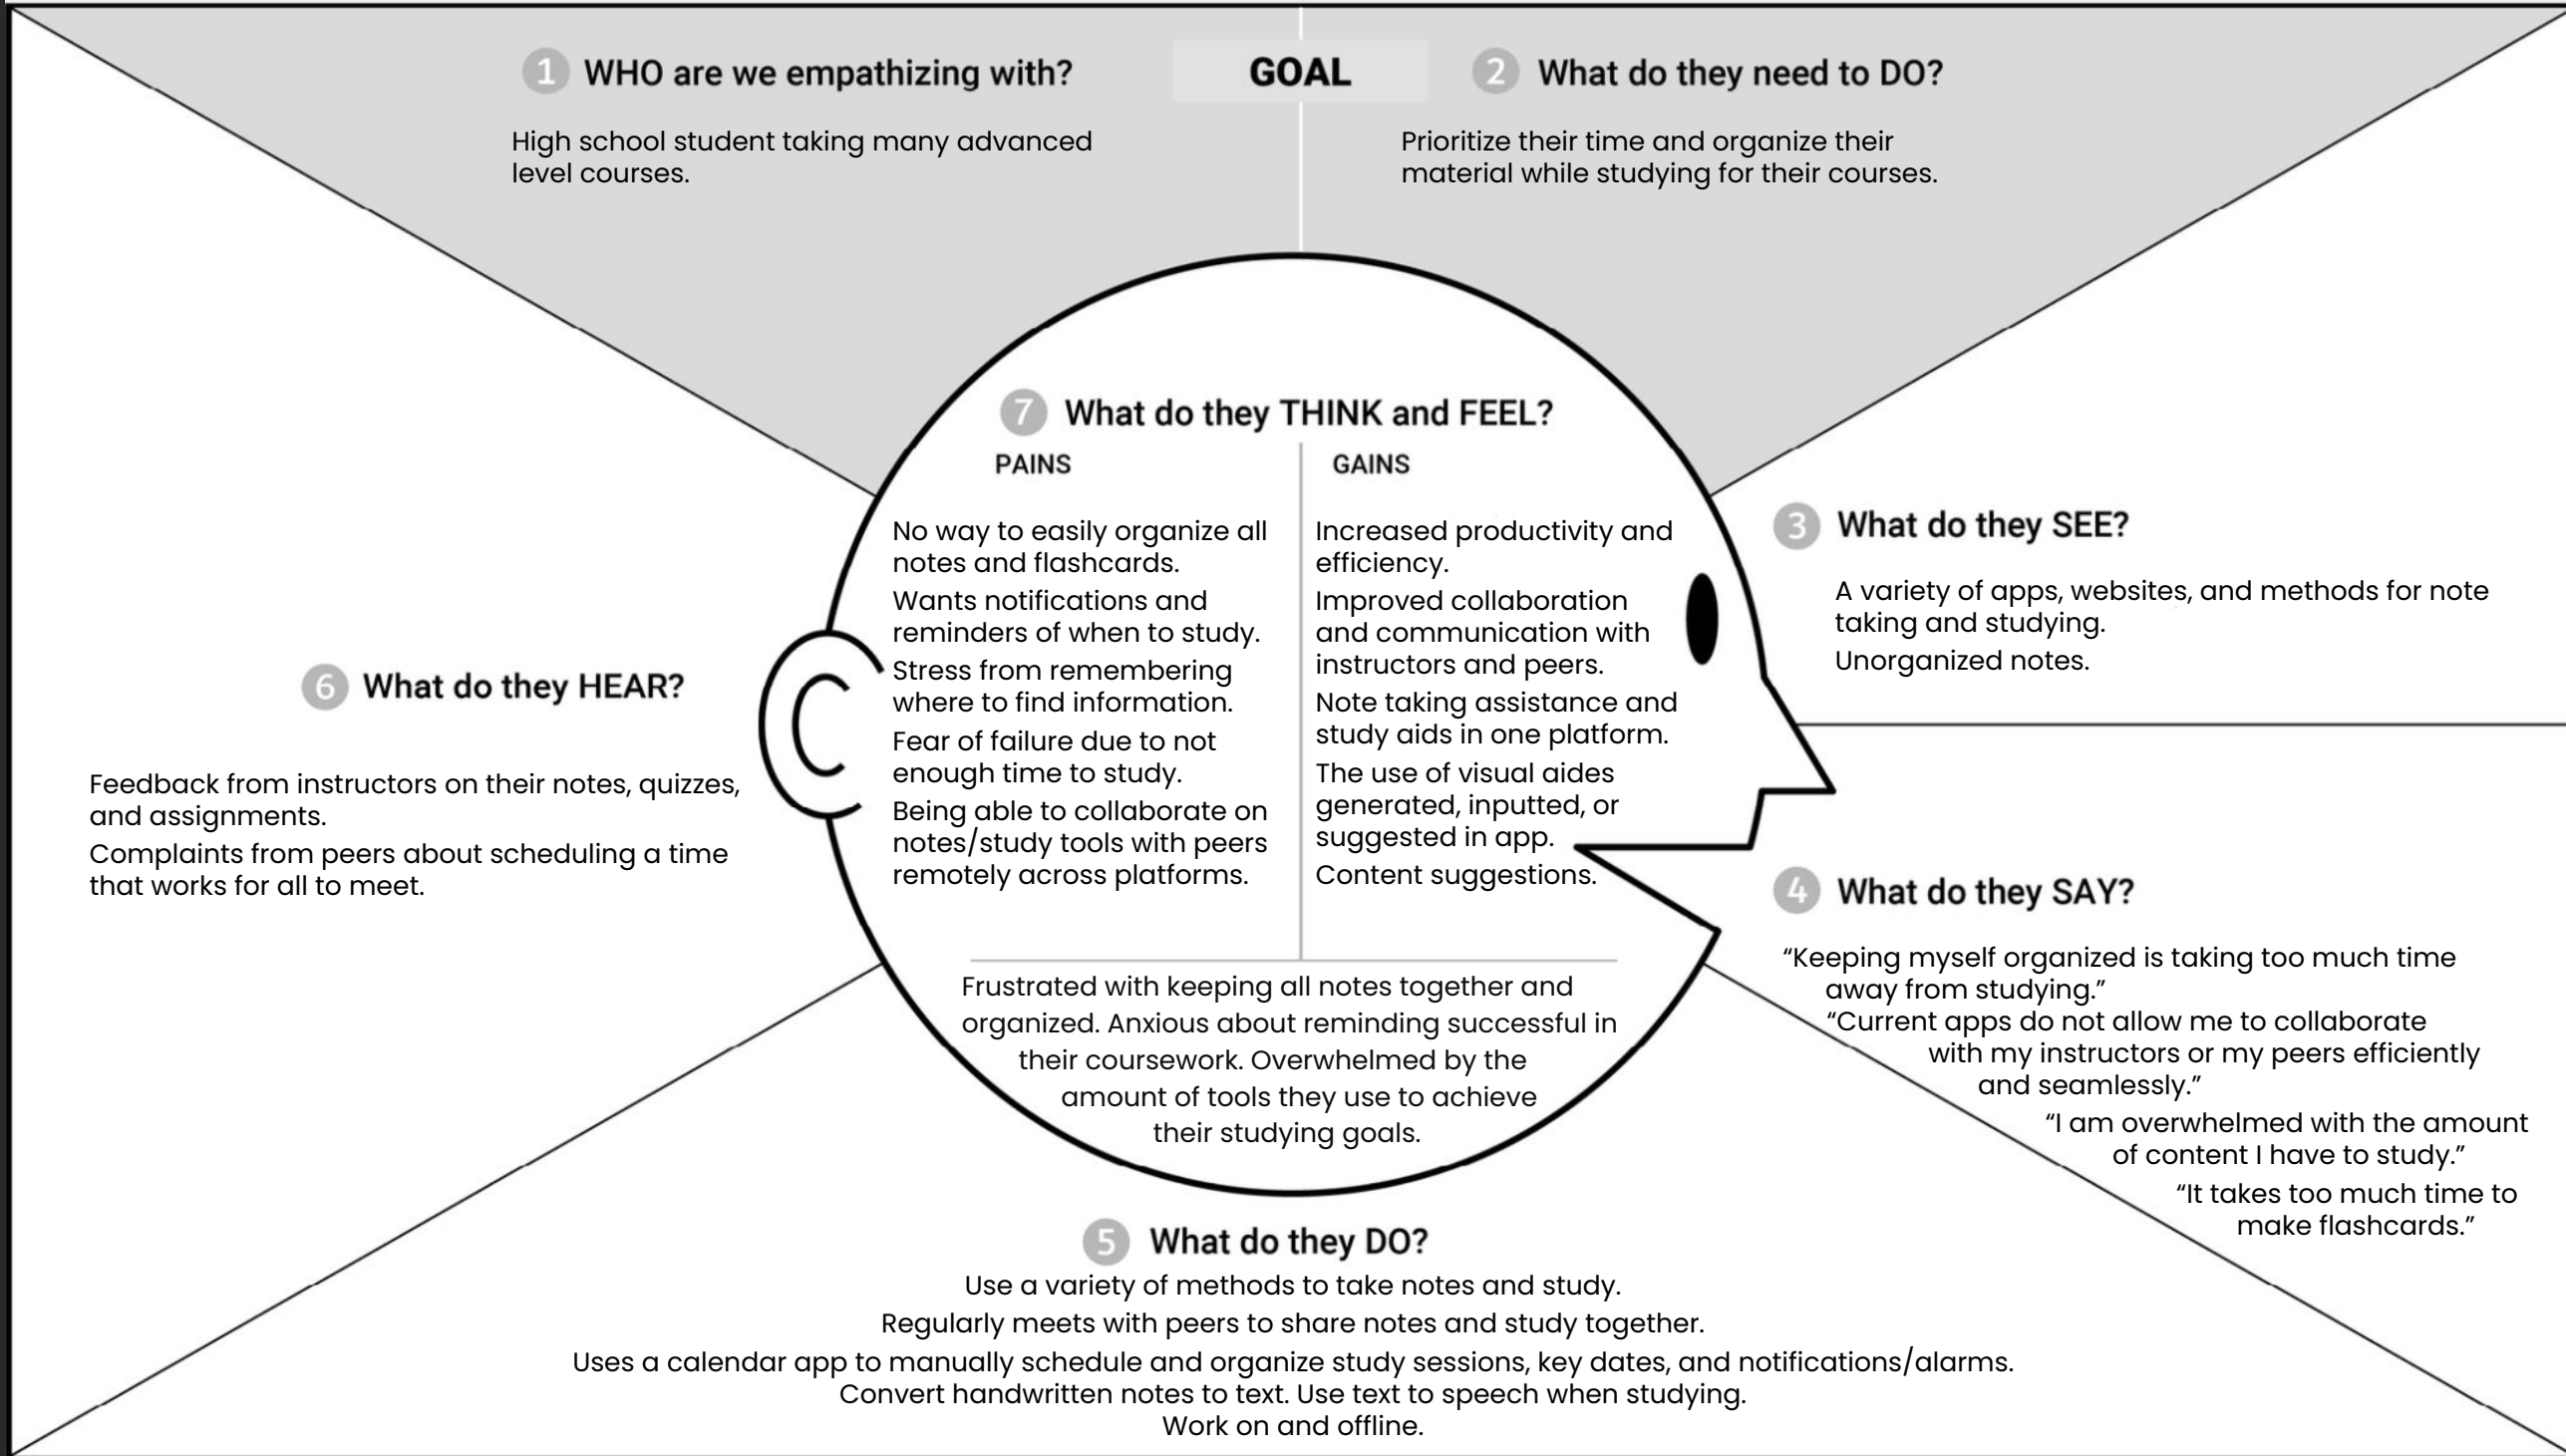 1 WHO are we empathizing with?
High school student taking many advanced
level courses.
GOAL
2 What do they need to DO?
Prioritize their time and organize their
material while studying for their courses.
3 What do they SEE?
A variety of apps, websites, and methods for note
taking and studying.
Unorganized notes.
4 What do they SAY?
“Keeping myself organized is taking too much time
away from studying.”
“Current apps do not allow me to collaborate
with my instructors or my peers efficiently
and seamlessly.”
“I am overwhelmed with the amount
of content I have to study.”
“It takes too much time to
make flashcards.”
5 What do they DO?
Use a variety of methods to take notes and study.
Regularly meets with peers to share notes and study together.
Uses a calendar app to manually schedule and organize study sessions, key dates, and notifications/alarms.
Convert handwritten notes to text. Use text to speech when studying.
Work on and offline.
6 What do they HEAR?
Feedback from instructors on their notes, quizzes,
and assignments.
Complaints from peers about scheduling a time
that works for all to meet.
7 What do they THINK and FEEL?
PAINS
No way to easily organize all
notes and flashcards.
Wants notifications and
reminders of when to study.
Stress from remembering
where to find information.
Fear of failure due to not
enough time to study.
Being able to collaborate on
notes/study tools with peers
remotely across platforms.
GAINS
Increased productivity and
efficiency.
Improved collaboration
and communication with
instructors and peers.
Note taking assistance and
study aids in one platform.
The use of visual aides
generated, inputted, or
suggested in app.
Content suggestions.
Frustrated with keeping all notes together and
organized. Anxious about reminding successful in
their coursework. Overwhelmed by the
amount of tools they use to achieve
their studying goals.